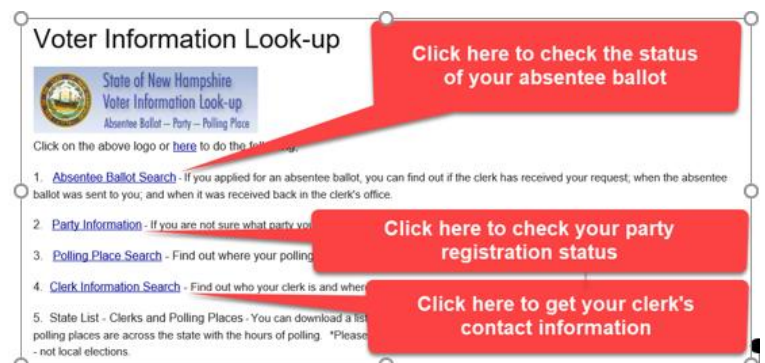 Voter Information Look-up
Click here to check the status
of your absentee ballot
State of New Hampshire
Voter Information Look-up
Absentee Ballot -- Party -- Polling Place
Click on the above logo or here to do the
1. Absentee Ballot Search - If you applied for an absentee ballot, you can find out if the clerk has received your request; when the absentee
ballot was sent to you; and when it was received back in the clerk's office.
2. Party Information - If you are not sure what party
Click here to check your party
registration status
3. Polling Place Search - Find out where your polling
4. Clerk Information Search - Find out who your clerk is and
Click here to get your clerk's
contact information
5. State List - Clerks and Polling Places - You can download a
polling places are across the state with the hours of polling. *Please
- not local elections.